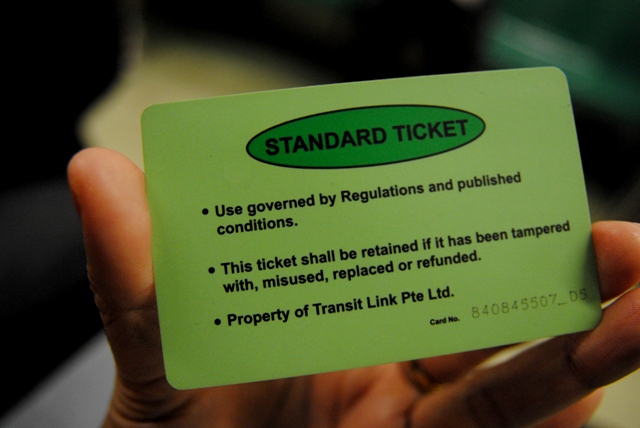 STANDARD TICKET
• Use governed by Regulations and published
conditions.
• This ticket shall be retained if it has been tampered
with, misused, replaced or refunded.
• Property of Transit Link Pte Ltd.
Card No. 840845507_D5